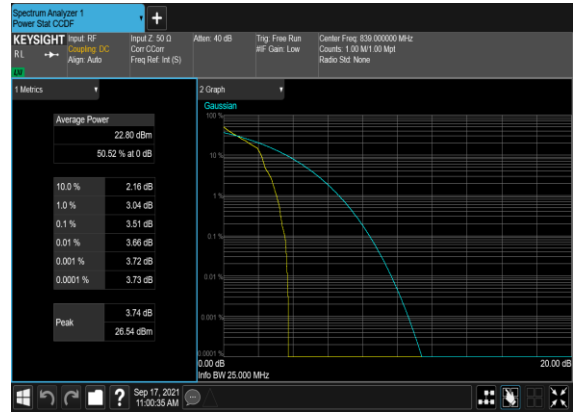 Spectrum Analyzer 1
Power Stat CCDF
+
KEYSIGHT
RL
Input: RF
Coupling: DC
Align: Auto
Input Z: 50 Ω
Corr CCorr
Freq Ref: Int (S)
Atten: 40 dB
Trig: Free Run
#IF Gain: Low
Center Freq: 839.000000 MHz
Counts: 1.00 M/1.00 Mpt
Radio Std: None
1 Metrics
Average Power
22.80 dBm
50.52 % at 0 dB
10.0 % 2.16 dB
1.0 % 3.04 dB
0.1 % 3.51 dB
0.01 % 3.66 dB
0.001 % 3.72 dB
0.0001 % 3.73 dB
Peak
3.74 dB
26.54 dBm
2 Graph
Gaussian
100 %
10 %
1 %
0.1 %
0.01 %
0.001 %
0.0001 %
0.00 dB
20.00 dB
Info BW 25.000 MHz
?
Sep 17, 2021
11:00:35 AM